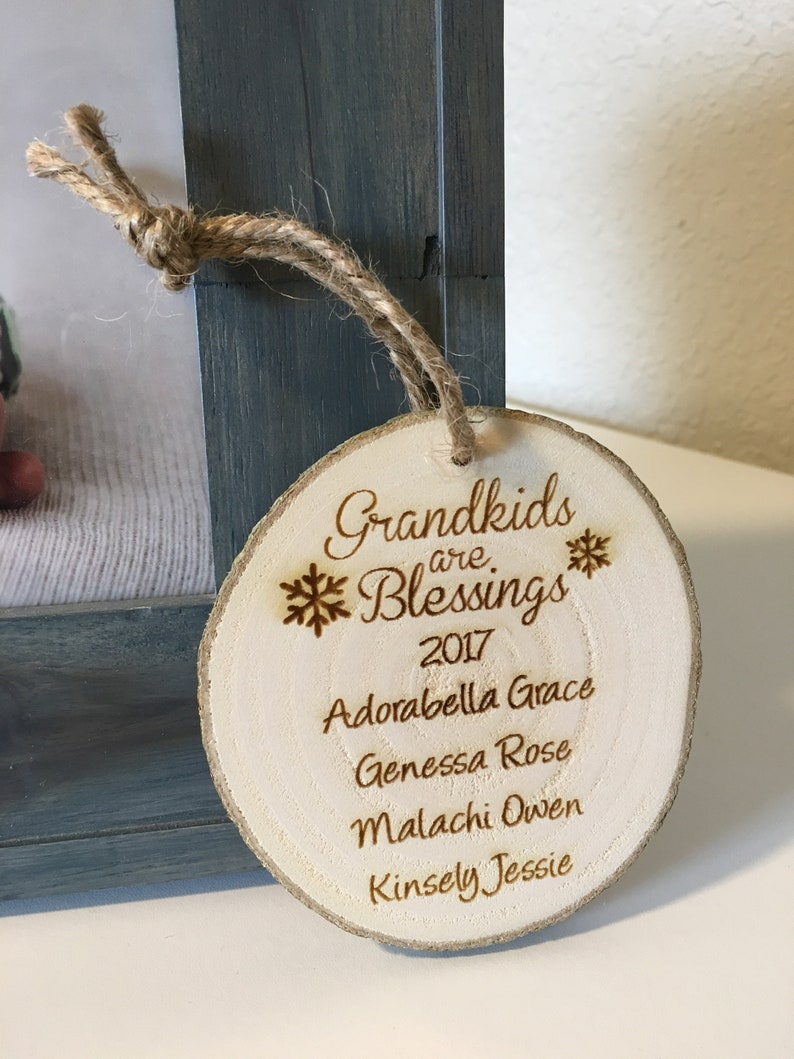 Grandkids
are
Blessings
2017
Adorabella Grace
Genessa Rose
Malachi Owen
Kinsely Jessie